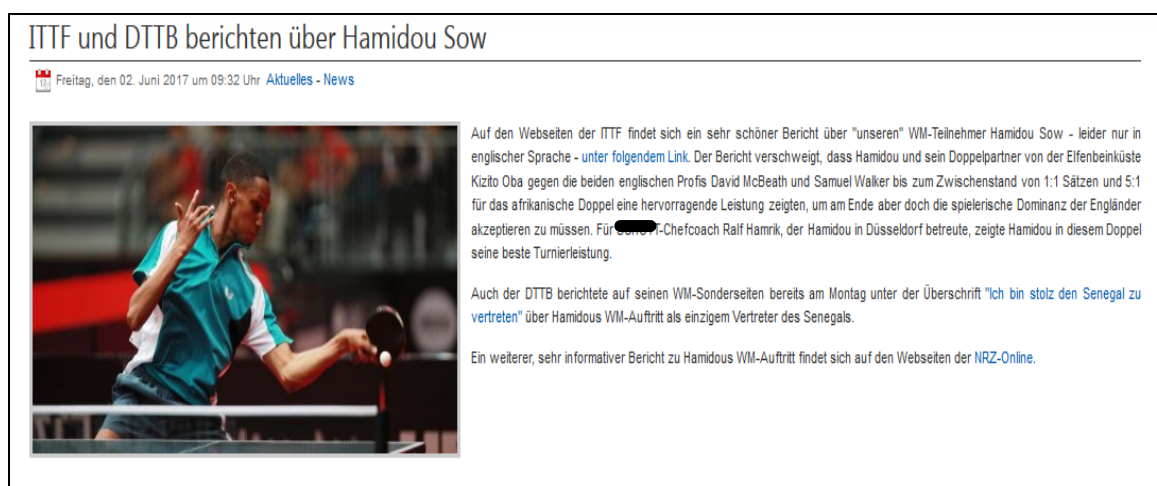 ITTF und DTTB berichten über Hamidou Sow
Freitag, den 02. Juni 2017 um 09:32 Uhr Aktuelles - News
Auf den Webseiten der ITTF findet sich ein sehr schöner Bericht über "unseren" WM-Teilnehmer Hamidou Sow - leider nur in
englischer Sprache - unter folgendem Link. Der Bericht verschweigt, dass Hamidou und sein Doppelpartner von der Elfenbeinküste
Kizito Oba gegen die beiden englischen Profis David McBeath und Samuel Walker bis zum Zwischenstand von 1:1 Sätzen und 5:1
für das afrikanische Doppel eine hervorragende Leistung zeigten, um am Ende aber doch die spielerische Dominanz der Engländer
akzeptieren zu müssen. Für -Chefcoach Ralf Hamrik, der Hamidou in Düsseldorf betreute, zeigte Hamidou in diesem Doppel
seine beste Turnierleistung.
Auch der DTTB berichtete auf seinen WM-Sonderseiten bereits am Montag unter der Überschrift "Ich bin stolz den Senegal zu
vertreten" über Hamidous WM-Auftritt als einzigem Vertreter des Senegals.
Ein weiterer, sehr informativer Bericht zu Hamidous WM-Auftritt findet sich auf den Webseiten der NRZ-Online.